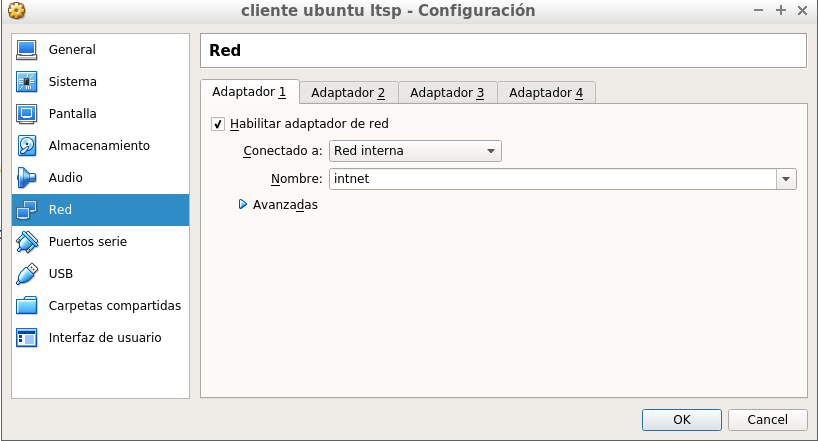 cliente ubuntu ltsp - Configuración
General
Sistema
Pantalla
Almacenamiento
Audio
Red
Puertos serie
USB
Carpetas compartidas
Interfaz de usuario
Red
Adaptador 1 Adaptador 2 Adaptador 3 Adaptador 4
Habilitar adaptador de red
Conectado a: Red interna
Nombre: intnet
Avanzadas
OK Cancel